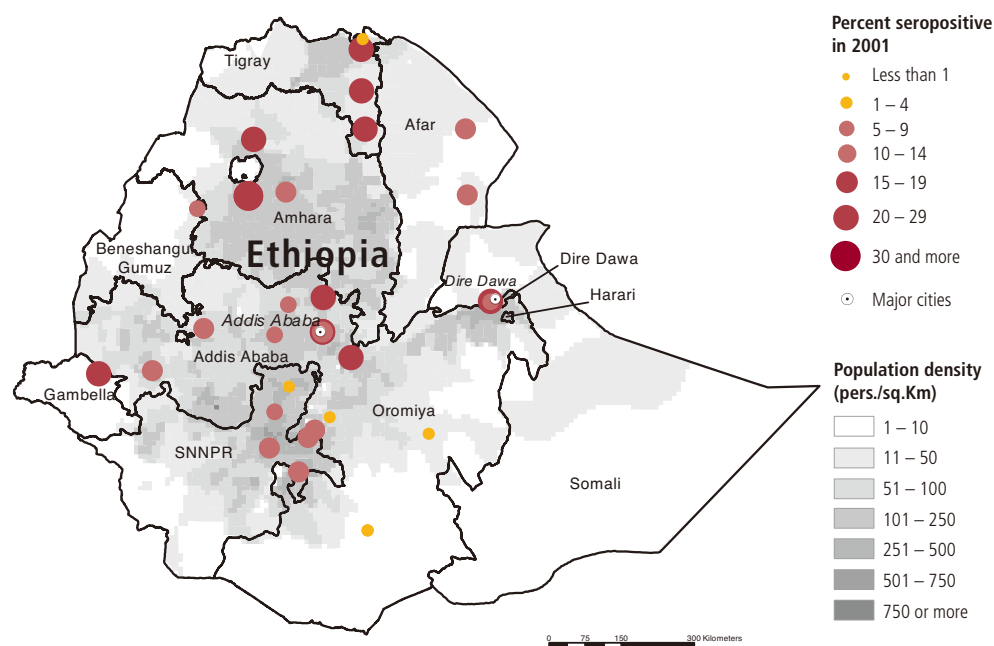 Tigray
Afar
Amhara
Beneshangul
Gumuz
Ethiopia
Dire Dawa
Dire Dawa
Harari
Addis Ababa
Addis Ababa
Gambella
Oromiya
SNNPR
Somali
0 75 150 300 Kilometers
Percent seropositive
in 2001
Less than 1
1 – 4
5 – 9
10 – 14
15 – 19
20 – 29
30 and more
Major cities
Population density
(pers./sq.Km)
1 – 10
11 – 50
51 – 100
101 – 250
251 – 500
501 – 750
750 or more